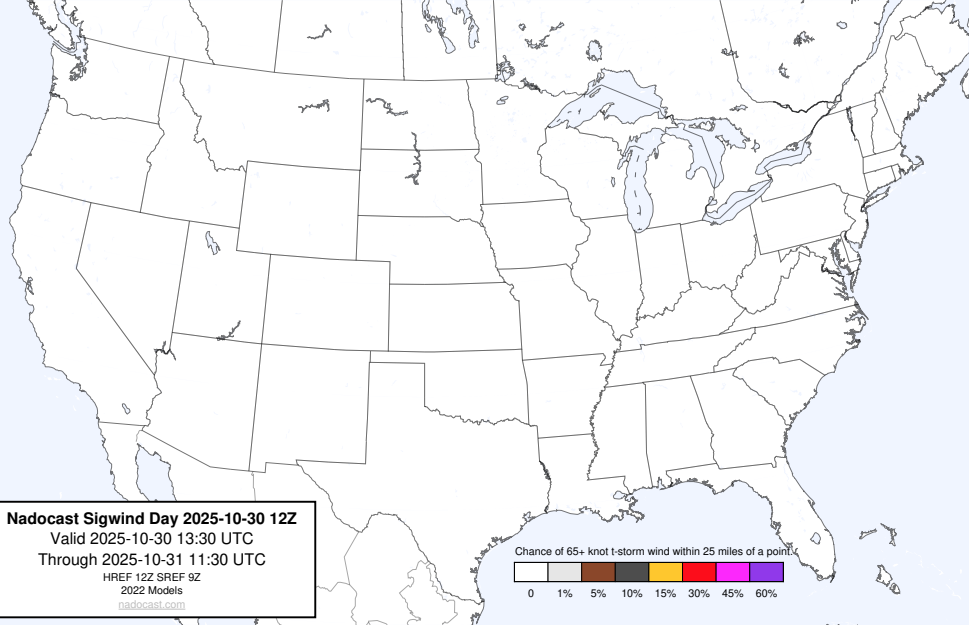 Nadocast Sigwind Day 2025-10-30 12Z
Valid 2025-10-30 13:30 UTC
Through 2025-10-31 11:30 UTC
HREF 12Z SREF 9Z
2022 Models
nadocast.com
Chance of 65+ knot t-storm wind within 25 miles of a point.
0 1% 5% 10% 15% 30% 45% 60%